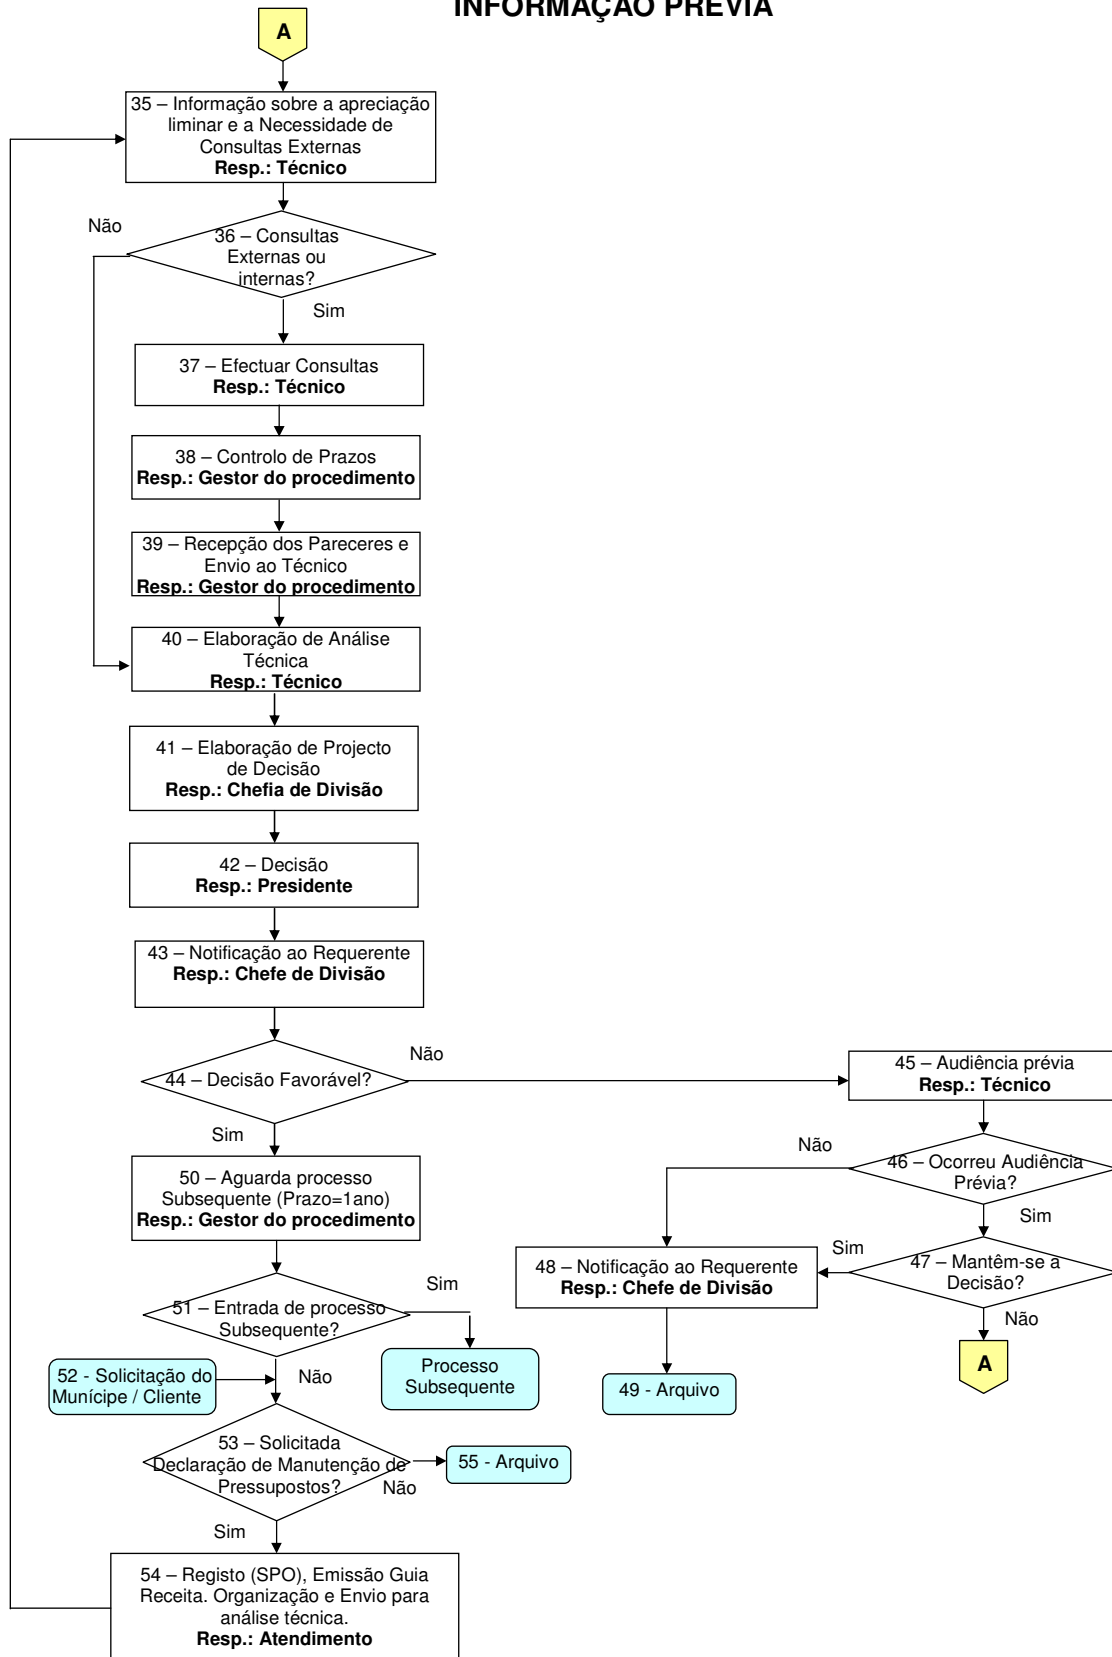 INFORMAÇÃO PRÉVIA
A
35 – Informação sobre a apreciação
liminar e a Necessidade de
Consultas Externas
Resp.: Técnico
Não
36 – Consultas
Externas ou
internas?
Sim
37 – Efectuar Consultas
Resp.: Técnico
38 – Controlo de Prazos
Resp.: Gestor do procedimento
39 – Recepção dos Pareceres e
Envio ao Técnico
Resp.: Gestor do procedimento
40 – Elaboração de Análise
Técnica
Resp.: Técnico
41 – Elaboração de Projecto
de Decisão
Resp.: Chefia de Divisão
42 – Decisão
Resp.: Presidente
43 – Notificação ao Requerente
Resp.: Chefe de Divisão
44 – Decisão Favorável?
Não
Sim
45 – Audiência prévia
Resp.: Técnico
Não
46 – Ocorreu Audiência
Prévia?
Sim
47 – Mantêm-se a
Decisão?
Sim
Não
A
48 – Notificação ao Requerente
Resp.: Chefe de Divisão
49 - Arquivo
50 – Aguarda processo
Subsequente (Prazo=1ano)
Resp.: Gestor do procedimento
51 – Entrada de processo
Subsequente?
Sim
Processo
Subsequente
Não
52 - Solicitação do
Munícipe / Cliente
53 – Solicitada
Declaração de Manutenção de
Pressupostos?
Não
55 - Arquivo
Sim
54 – Registo (SPO), Emissão Guia
Receita. Organização e Envio para
análise técnica.
Resp.: Atendimento